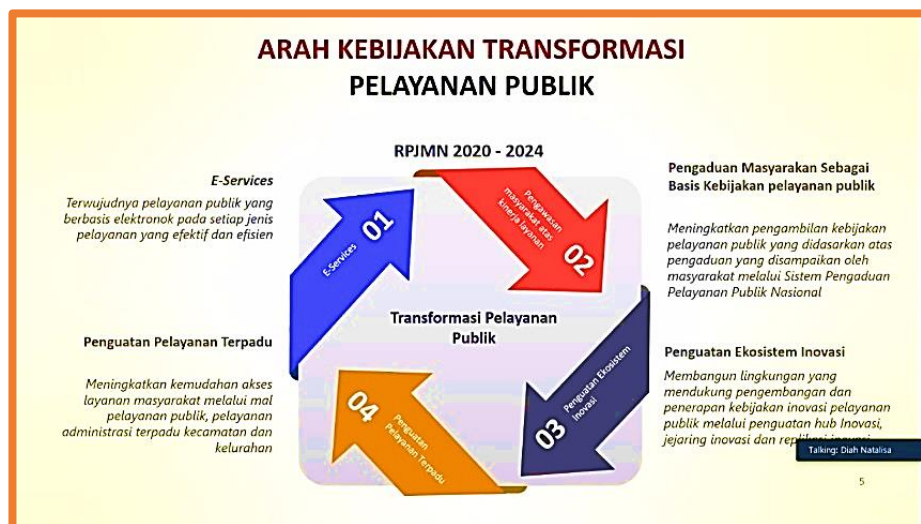 ARAH KEBIJAKAN TRANSFORMASI
PELAYANAN PUBLIK
RPJMN 2020 - 2024
E-Services
Terwujudnya pelayanan publik yang
berbasis elektronok pada setiap jenis
pelayanan yang efektif dan efisien
E-Services
01
Pengawasan
masyarakat atas
kinerja layanan
02
Pengaduan Masyarakan Sebagai
Basis Kebijakan pelayanan publik
Meningkatkan pengambilan kebijakan
pelayanan publik yang didasarkan atas
pengaduan yang disampaikan oleh
masyarakat melalui Sistem Pengaduan
Pelayanan Publik Nasional
Transformasi Pelayanan
Publik
Penguatan Pelayanan Terpadu
Meningkatkan kemudahan akses
layanan masyarakat melalui mal
pelayanan publik, pelayanan
administrasi terpadu kecamatan dan
kelurahan
04
Penguatan
Pelayanan Terpadu
Penguatan Ekosistem
Inovasi
03
Penguatan Ekosistem Inovasi
Membangun lingkungan yang
mendukung pengembangan dan
penerapan kebijakan inovasi pelayanan
publik melalui penguatan hub Inovasi,
jejaring inovasi dan replikasi inovasi
Talking: Diah Natalisa
5